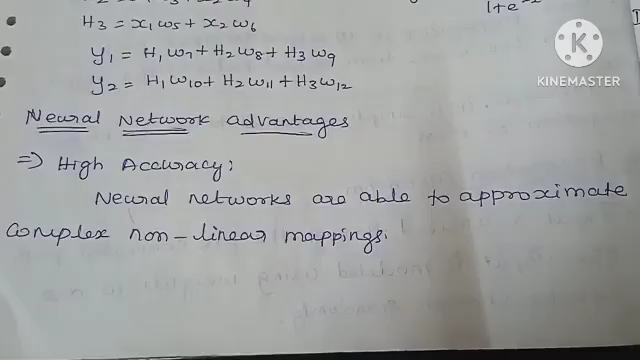 H3 = x1w5 + x2w6
1+e
y1 = H1w7 + H2w8 + H3w9
y2 = H1w10 + H2w11 + H3w12
KINEMASTER
Neural Network advantages
=> High Accuracy:
Neural networks are able to approximate
complex non-linear mappings.